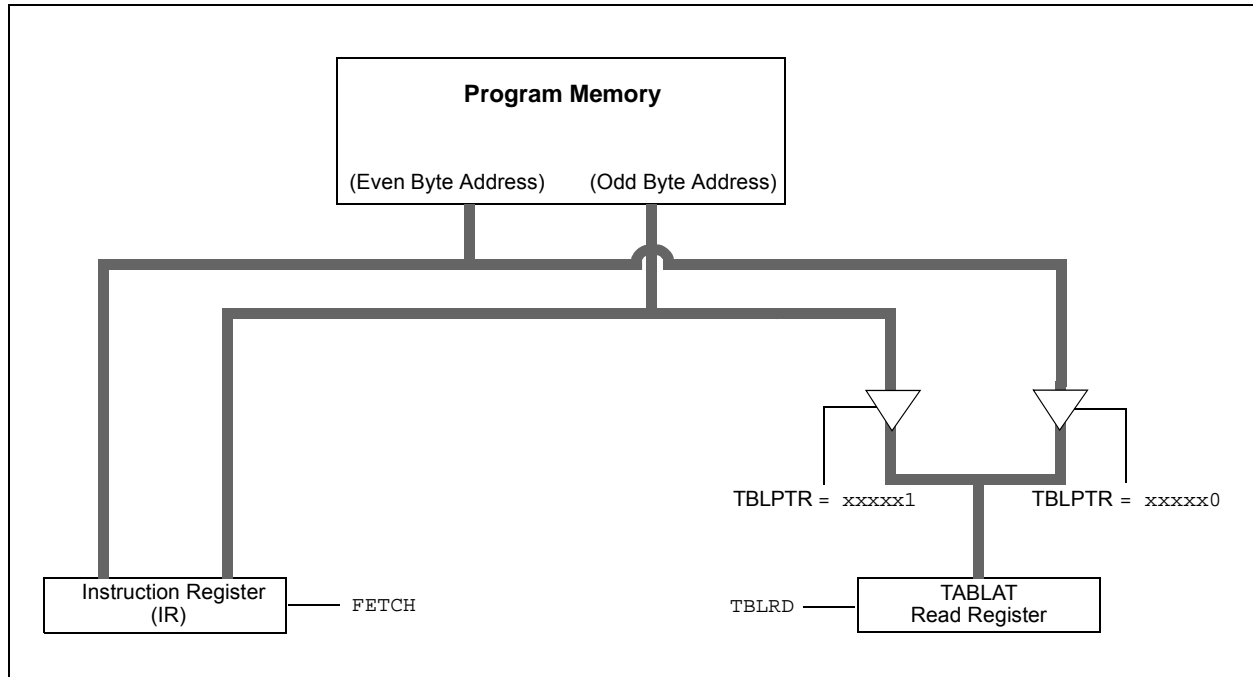 Program Memory
(Even Byte Address) (Odd Byte Address)
TBLPTR = xxxxx1
TBLPTR = xxxxx0
Instruction Register
(IR)
FETCH
TBLRD
TABLAT
Read Register